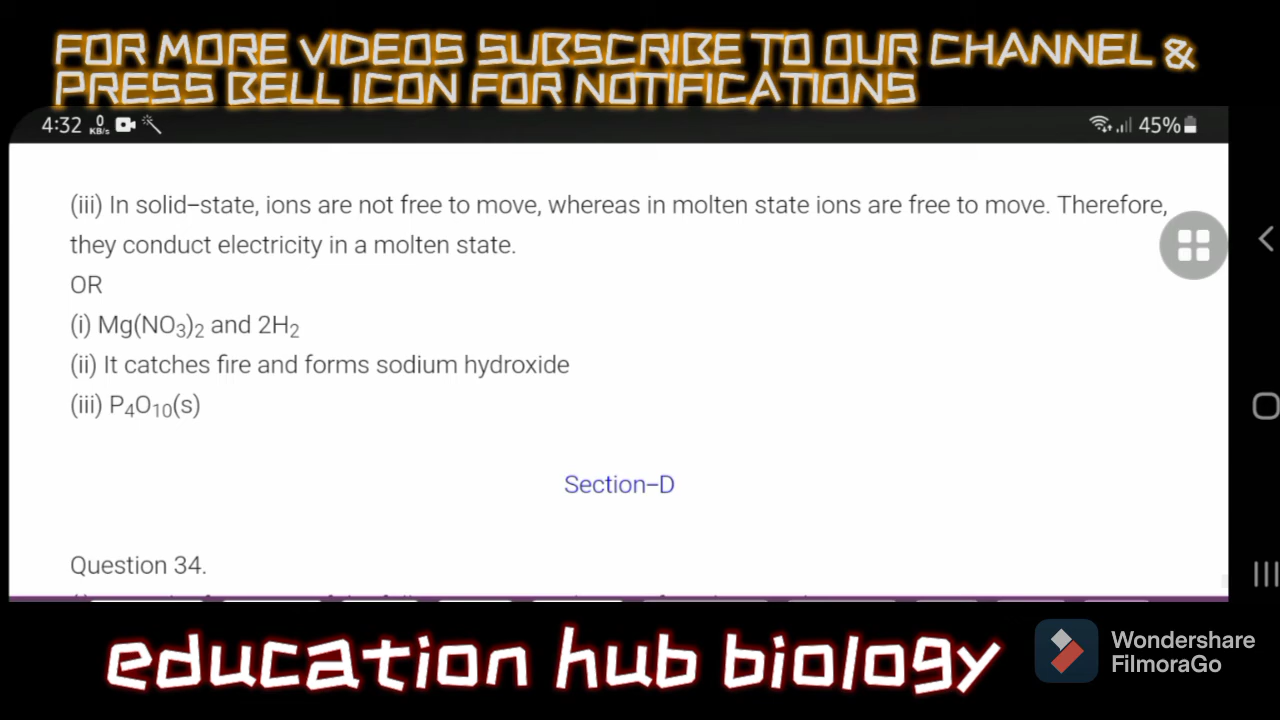 FOR MORE VIDEOS SUBSCRIBE TO OUR CHANNEL &
PRESS BELL ICON FOR NOTIFICATIONS
4:32 0 KB/s 45%
(iii) In solid-state, ions are not free to move, whereas in molten state ions are free to move. Therefore,
they conduct electricity in a molten state.
OR
(i) Mg(NO₃)₂ and 2H₂
(ii) It catches fire and forms sodium hydroxide
(iii) P₄O₁₀(s)
Section-D
Question 34.
education hub biology
Wondershare
FilmoraGo